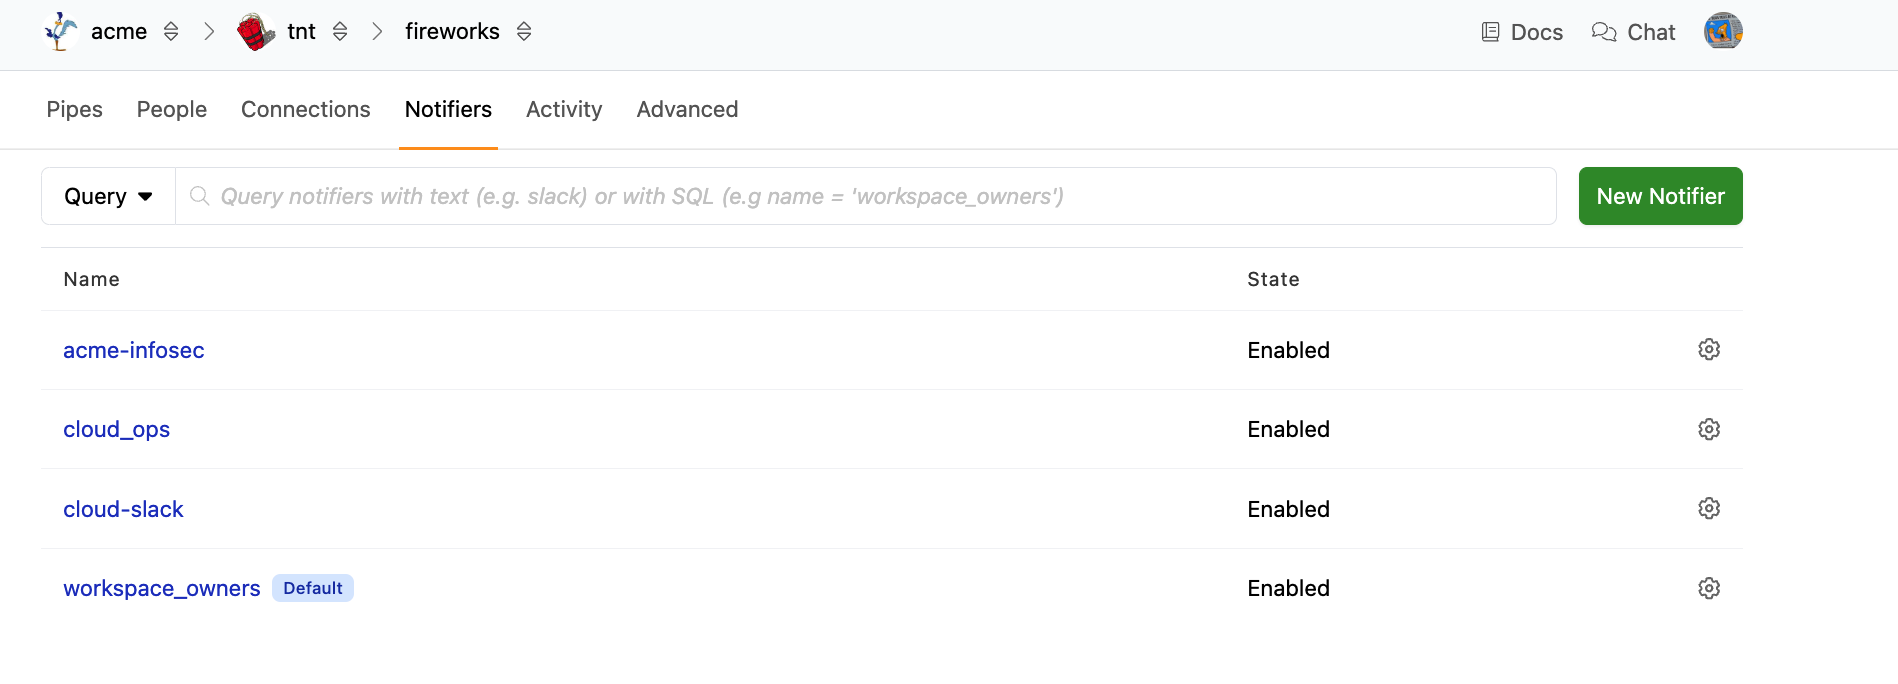 acme tnt fireworks Docs Chat
Pipes People Connections Notifiers Activity Advanced
Query Query notifiers with text (e.g. slack) or with SQL (e.g name = 'workspace_owners') New Notifier
Name State
acme-infosec Enabled
cloud_ops Enabled
cloud-slack Enabled
workspace_owners Default Enabled